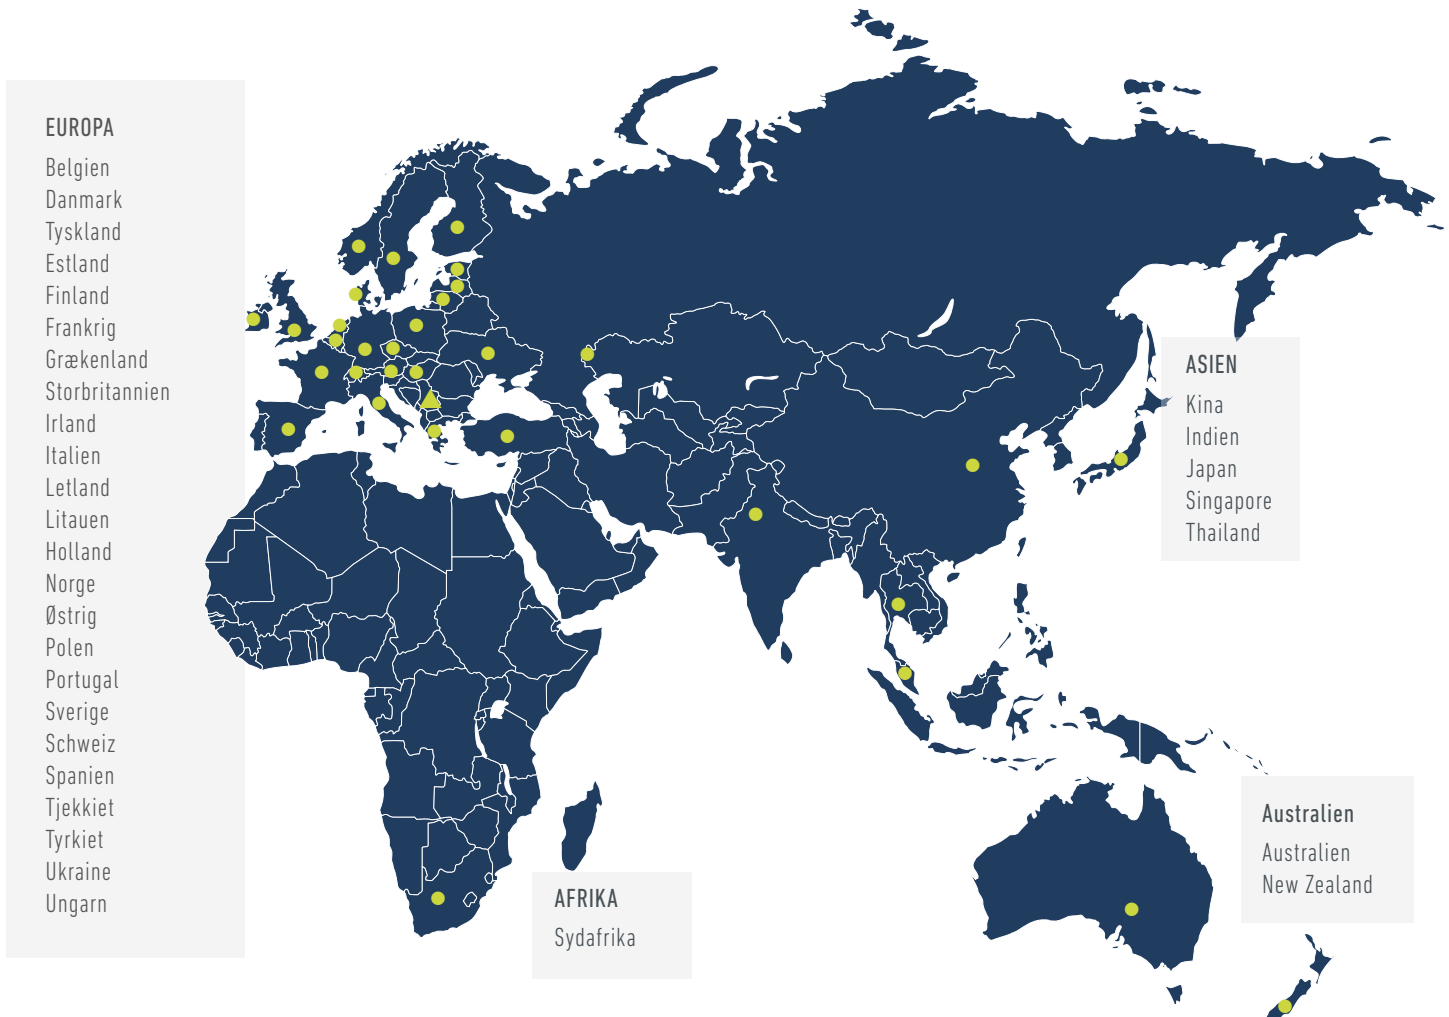 EUROPA
Belgien
Danmark
Tyskland
Estland
Finland
Frankrig
Grækenland
Storbritannien
Irland
Italien
Letland
Litauen
Holland
Norge
Østrig
Polen
Portugal
Sverige
Schweiz
Spanien
Tjekkiet
Tyrkiet
Ukraine
Ungarn
ASIEN
Kina
Indien
Japan
Singapore
Thailand
AFRIKA
Sydafrika
Australien
Australien
New Zealand